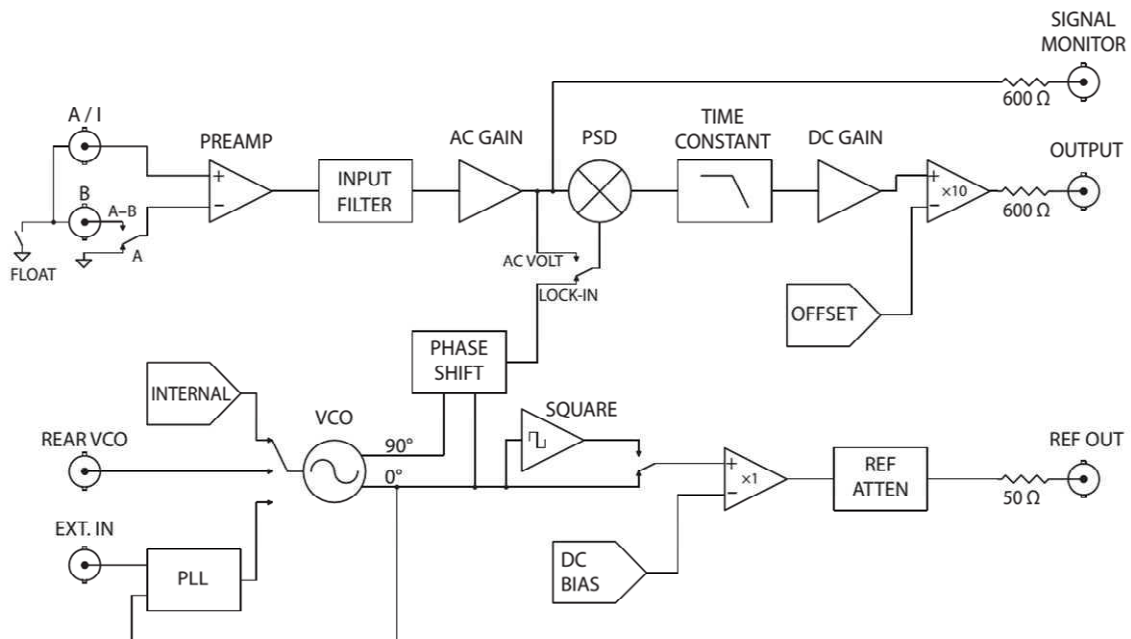 SIGNAL
MONITOR
600 Ω
A / I
PREAMP
AC GAIN
PSD
TIME
CONSTANT
DC GAIN
OUTPUT
+
−
INPUT
FILTER
+
−
×10
600 Ω
B
A–B
A
FLOAT
AC VOLT
LOCK-IN
OFFSET
PHASE
SHIFT
INTERNAL
VCO
90°
0°
SQUARE
REAR VCO
REF OUT
+
−
×1
REF
ATTEN
50 Ω
EXT. IN
PLL
DC
BIAS